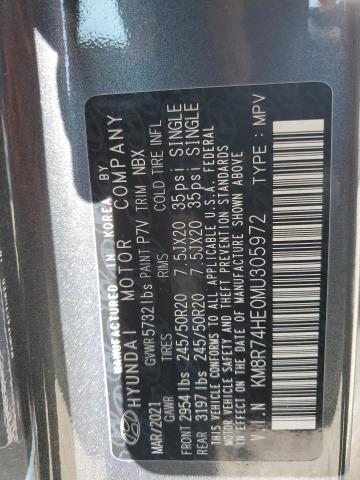 MANUFACTURED IN KOREA BY
HYUNDAI MOTOR COMPANY
MAR/2021 GVWR 5732 lbs PAINT P7V TRIM NBX
GAWR TIRES RIMS COLD TIRE INFL
FRONT 2954 lbs 245/50R20 7.5JX20 35psi SINGLE
REAR 3197 lbs 245/50R20 7.5JX20 35psi SINGLE
THIS VEHICLE CONFORMS TO ALL APPLICABLE U.S.A. FEDERAL
MOTOR VEHICLE SAFETY AND BUMPER STANDARDS
IN EFFECT ON THE DATE OF MANUFACTURE SHOWN ABOVE.
V.I.N KM8R74HE0MU305972 TYPE : MPV